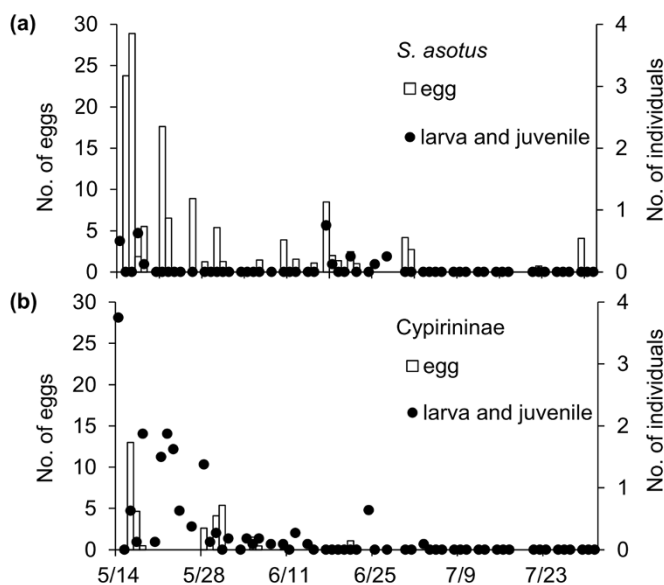 (a)
30
25
20
15
10
5
0
No. of eggs
4
3
2
1
0
No. of individuals
S. asotus
egg
larva and juvenile
(b)
30
25
20
15
10
5
0
No. of eggs
4
3
2
1
0
No. of individuals
Cypirininae
egg
larva and juvenile
5/14 5/28 6/11 6/25 7/9 7/23